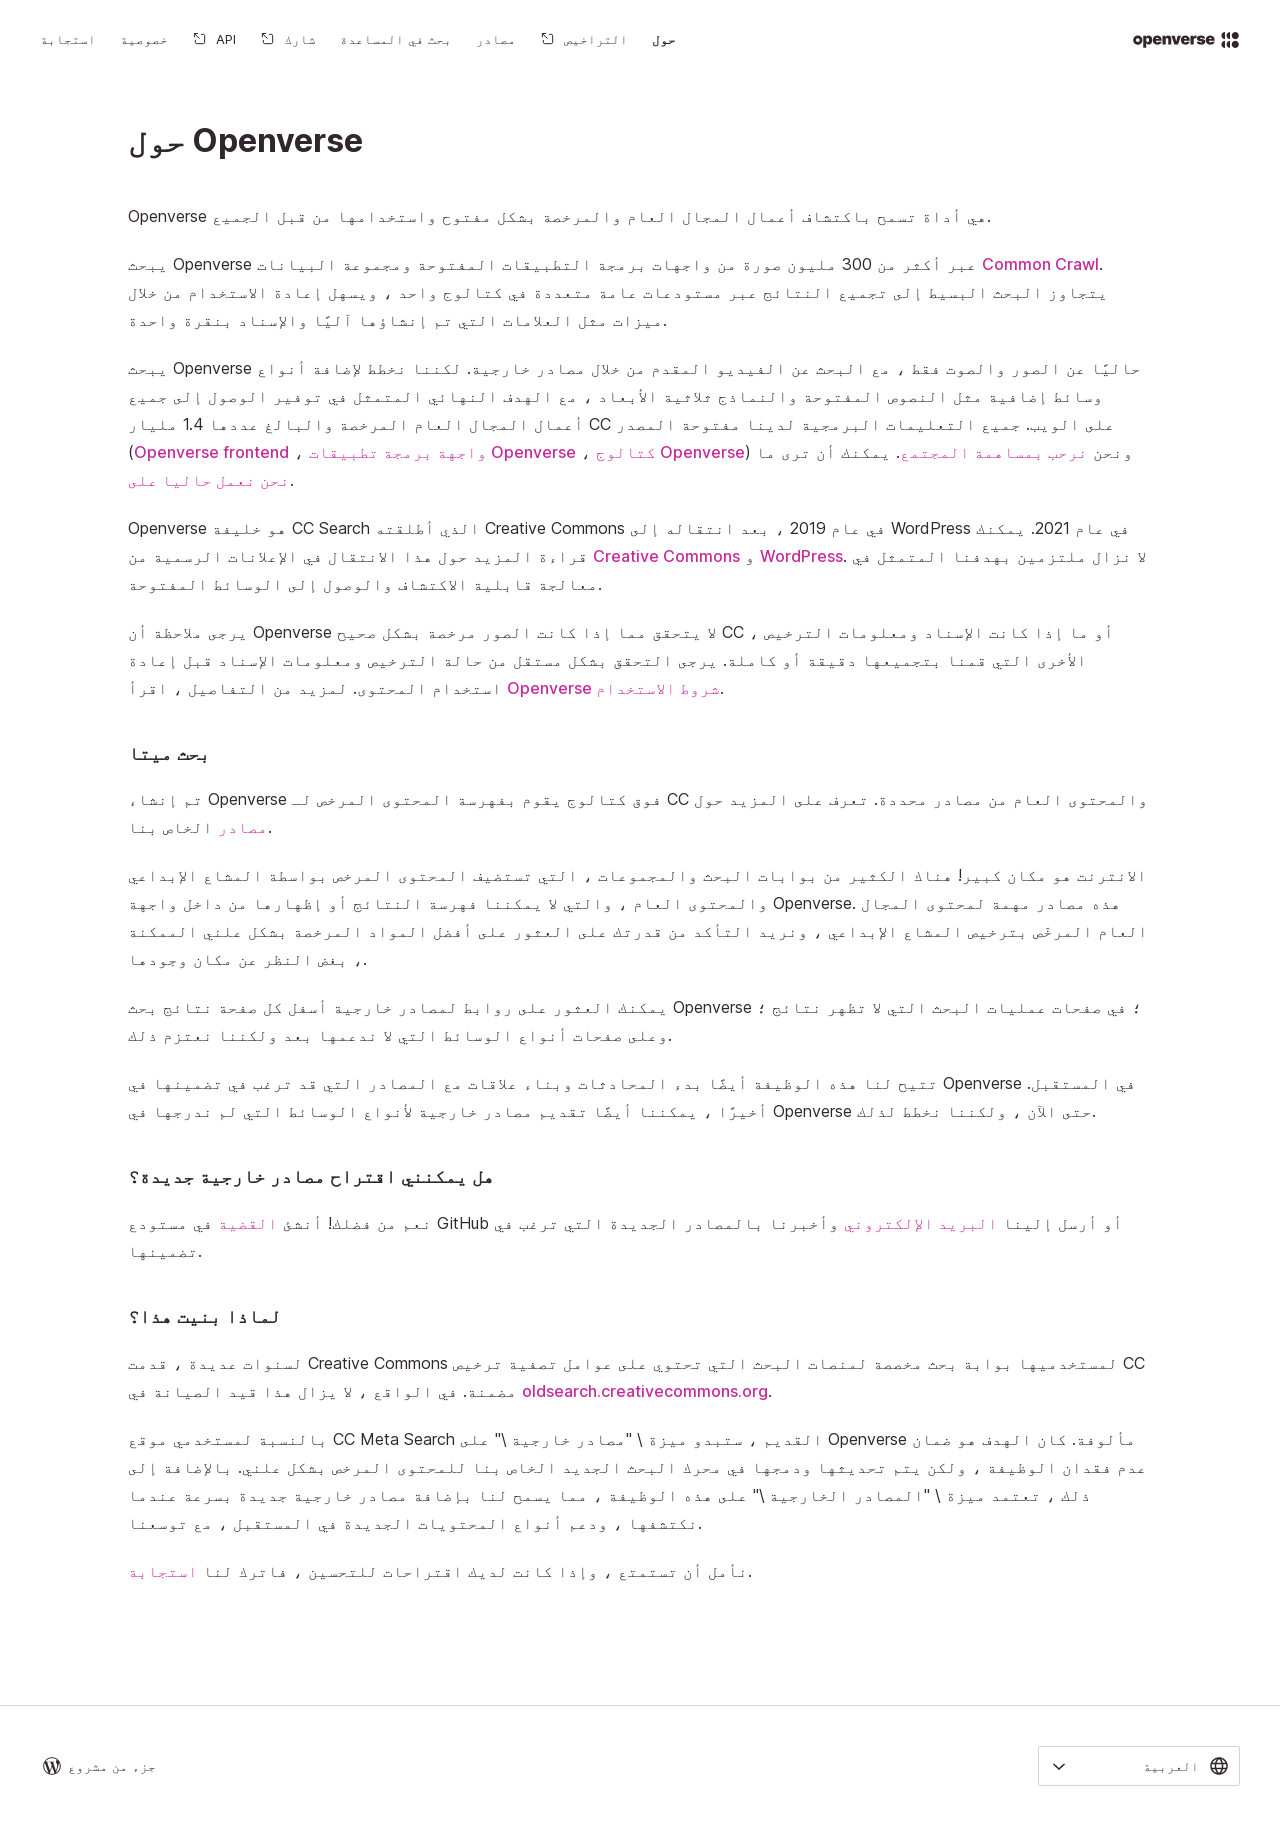 openverse
حول
التراخيص
مصادر
بحث في المساعدة
شارك
API
خصوصية
استجابة
حول Openverse
Openverse هي أداة تسمح باكتشاف أعمال المجال العام والمرخصة بشكل مفتوح واستخدامها من قبل الجميع.
يبحث Openverse عبر أكثر من 300 مليون صورة من واجهات برمجة التطبيقات المفتوحة ومجموعة البيانات Common Crawl.
يتجاوز البحث البسيط إلى تجميع النتائج عبر مستودعات عامة متعددة في كتالوج واحد ، ويسهل إعادة الاستخدام من خلال
ميزات مثل العلامات التي تم إنشاؤها آليًا والإسناد بنقرة واحدة.
يبحث Openverse حاليًا عن الصور والصوت فقط ، مع البحث عن الفيديو المقدم من خلال مصادر خارجية. لكننا نخطط لإضافة أنواع
وسائط إضافية مثل النصوص المفتوحة والنماذج ثلاثية الأبعاد ، مع الهدف النهائي المتمثل في توفير الوصول إلى جميع
أعمال المجال العام المرخصة والبالغ عددها 1.4 مليار CC على الويب. جميع التعليمات البرمجية لدينا مفتوحة المصدر
(Openverse frontend ، واجهة برمجة تطبيقات Openverse ، كتالوج Openverse) ونحن نرحب بمساهمة المجتمع. يمكنك أن ترى ما
نحن نعمل حاليا على.
Openverse هو خليفة CC Search الذي أطلقته Creative Commons في عام 2019 ، بعد انتقاله إلى WordPress في عام 2021. يمكنك
قراءة المزيد حول هذا الانتقال في الإعلانات الرسمية من Creative Commons و WordPress. لا نزال ملتزمين بهدفنا المتمثل في
معالجة قابلية الاكتشاف والوصول إلى الوسائط المفتوحة.
يرجى ملاحظة أن Openverse لا يتحقق مما إذا كانت الصور مرخصة بشكل صحيح CC ، أو ما إذا كانت الإسناد ومعلومات الترخيص
الأخرى التي قمنا بتجميعها دقيقة أو كاملة. يرجى التحقق بشكل مستقل من حالة الترخيص ومعلومات الإسناد قبل إعادة
استخدام المحتوى. لمزيد من التفاصيل ، اقرأ Openverse شروط الاستخدام.
بحث ميتا
تم إنشاء Openverse فوق كتالوج يقوم بفهرسة المحتوى المرخص لـ CC والمحتوى العام من مصادر محددة. تعرف على المزيد حول
مصادر الخاص بنا.
الانترنت هو مكان كبير! هناك الكثير من بوابات البحث والمجموعات ، التي تستضيف المحتوى المرخص بواسطة المشاع الإبداعي
والمحتوى العام ، والتي لا يمكننا فهرسة النتائج أو إظهارها من داخل واجهة Openverse. هذه مصادر مهمة لمحتوى المجال
العام المرخّص بترخيص المشاع الإبداعي ، ونريد التأكد من قدرتك على العثور على أفضل المواد المرخصة بشكل علني الممكنة
، بغض النظر عن مكان وجودها.
يمكنك العثور على روابط لمصادر خارجية أسفل كل صفحة نتائج بحث Openverse ؛ في صفحات عمليات البحث التي لا تظهر نتائج ؛
وعلى صفحات أنواع الوسائط التي لا ندعمها بعد ولكننا نعتزم ذلك.
تتيح لنا هذه الوظيفة أيضًا بدء المحادثات وبناء علاقات مع المصادر التي قد ترغب في تضمينها في Openverse في المستقبل.
أخيرًا ، يمكننا أيضًا تقديم مصادر خارجية لأنواع الوسائط التي لم ندرجها في Openverse حتى الآن ، ولكننا نخطط لذلك.
هل يمكنني اقتراح مصادر خارجية جديدة؟
نعم من فضلك! أنشئ القضية في مستودع GitHub أو أرسل إلينا البريد الإلكتروني وأخبرنا بالمصادر الجديدة التي ترغب في
تضمينها.
لماذا بنيت هذا؟
لسنوات عديدة ، قدمت Creative Commons لمستخدميها بوابة بحث مخصصة لمنصات البحث التي تحتوي على عوامل تصفية ترخيص CC
مضمنة. في الواقع ، لا يزال هذا قيد الصيانة في oldsearch.creativecommons.org.
بالنسبة لمستخدمي موقع CC Meta Search القديم ، ستبدو ميزة \ "مصادر خارجية \" على Openverse مألوفة. كان الهدف هو ضمان
عدم فقدان الوظيفة ، ولكن يتم تحديثها ودمجها في محرك البحث الجديد الخاص بنا للمحتوى المرخص بشكل علني. بالإضافة إلى
ذلك ، تعتمد ميزة \ "المصادر الخارجية \" على هذه الوظيفة ، مما يسمح لنا بإضافة مصادر خارجية جديدة بسرعة عندما
نكتشفها ، ودعم أنواع المحتويات الجديدة في المستقبل ، مع توسعنا.
نأمل أن تستمتع ، وإذا كانت لديك اقتراحات للتحسين ، فاترك لنا استجابة.
العربية
جزء من مشروع